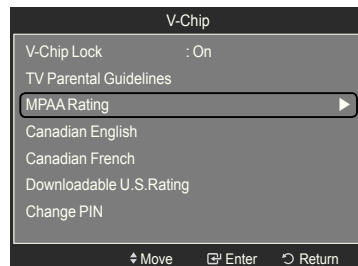 V-Chip
V-Chip Lock : On
TV Parental Guidelines
MPAA Rating
Canadian English
Canadian French
Downloadable U.S.Rating
Change PIN
Move Enter Return